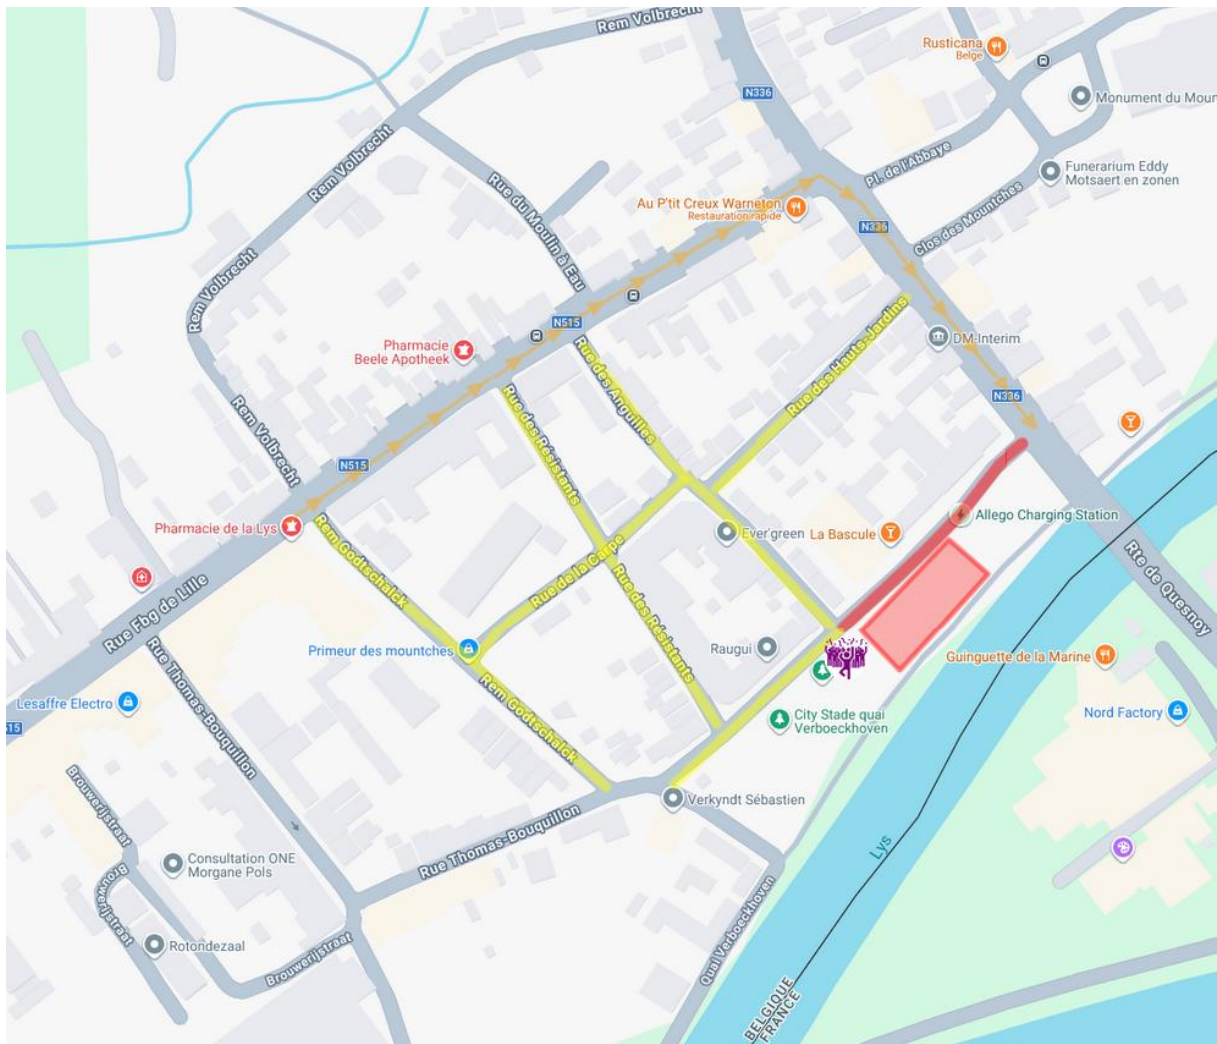 Rem Volbrecht
Rusticana
Belge
N336
Monument du Moun
Rem Volbrecht
Pl. de l'Abbaye
Funerarium Eddy
Motsaert en zonen
Rue du Moulin à Eau
Au P'tit Creux Warneton
Restauration rapide
N336
Clos des Mountches
Rem Volbrecht
N515
Pharmacie
Beele Apotheek
DM-Interim
Rue des Anguilles
Rue des Hauts-Jardins
N336
Rem Volbrecht
Rue des Résistants
N515
Pharmacie de la Lys
Rem Godtschalck
Allego Charging Station
Ever'green
La Bascule
Rue de la Carpe
Rte de Quesnoy
Rue Fbg de Lille
Rue des Résistants
Primeur des mountches
Raugui
Guinguette de la Marine
Lesaffre Electro
Rue Thomas-Bouquillon
Rem Godtschalck
City Stade quai
Verboeckhoven
Nord Factory
515
Verkyndt Sébastien
Brouwerijstraat
Rue Thomas-Bouquillon
Lys
Consultation ONE
Morgane Pols
Brouwerijstraat
Quai Verboeckhoven
Rotondezaal
Brouwerijstraat
BELGIQUE
FRANCE